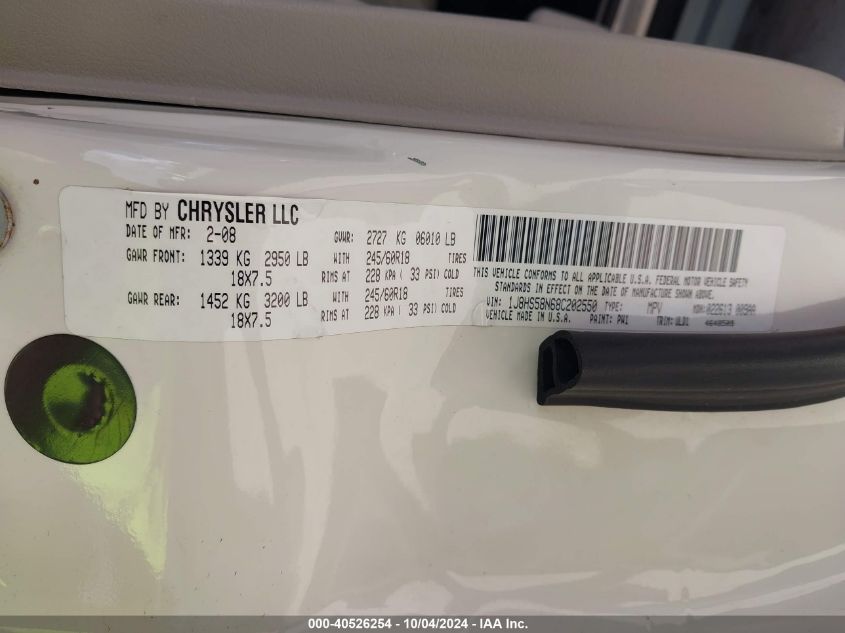 MFD BY CHRYSLER LLC
DATE OF MFR: 2-08 GVWR: 2727 KG 06010 LB
GAWR FRONT: 1339 KG 2950 LB WITH 245/60R18 TIRES
18X7.5 RIMS AT 228 KPA ( 33 PSI) COLD
GAWR REAR: 1452 KG 3200 LB WITH 245/60R18 TIRES
18X7.5 RIMS AT 228 KPA ( 33 PSI) COLD
THIS VEHICLE CONFORMS TO ALL APPLICABLE U.S.A. FEDERAL MOTOR VEHICLE SAFETY
STANDARDS IN EFFECT ON THE DATE OF MANUFACTURE SHOWN ABOVE.
VIN: 1J8HS58N68C202550 TYPE: MPV MDH: 022613
VEHICLE MADE IN U.S.A. PAINT: PW1 TRIM:
000-40526254 - 10/04/2024 - IAA Inc.